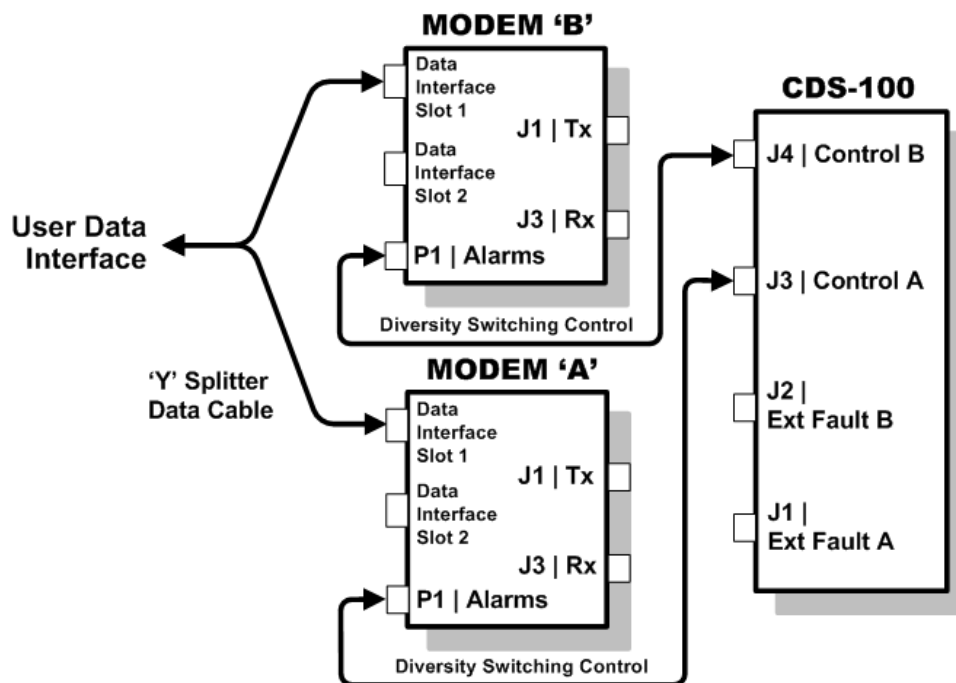 MODEM ‘B’
Data
Interface
Slot 1
J1 | Tx
Data
Interface
Slot 2
J3 | Rx
P1 | Alarms
Diversity Switching Control
User Data
Interface
‘Y’ Splitter
Data Cable
MODEM ‘A’
Data
Interface
Slot 1
J1 | Tx
Data
Interface
Slot 2
J3 | Rx
P1 | Alarms
Diversity Switching Control
CDS-100
J4 | Control B
J3 | Control A
J2 |
Ext Fault B
J1 |
Ext Fault A